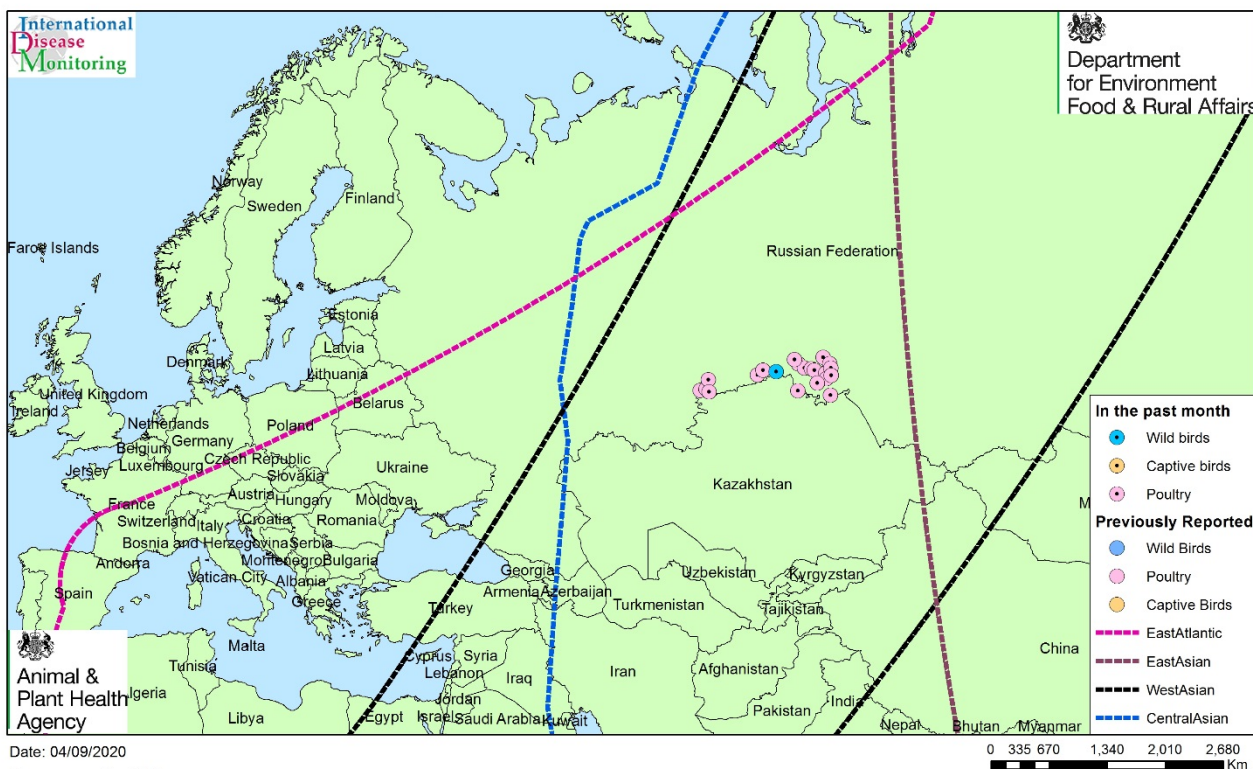 International
Disease
Monitoring
Department
for Environment
Food & Rural Affairs
Norway
Sweden
Finland
Faroe Islands
Russian Federation
Estonia
Latvia
Denmark
Lithuania
United Kingdom
Ireland
Belarus
Netherlands
Poland
Germany
Belgium
Luxembourg
Czech Republic
Jersey
Slovakia
Ukraine
Kazakhstan
Austria
Hungary
Moldova
France
Switzerland
Italy
Croatia
Romania
Bosnia and Herzegovina
Serbia
Andorra
Montenegro
Bulgaria
Georgia
Uzbekistan
Kyrgyzstan
Vatican City
Albania
Armenia
Azerbaijan
Spain
Greece
Turkey
Turkmenistan
Tajikistan
Malta
China
Cyprus
Syria
Tunisia
Lebanon
Iraq
Iran
Afghanistan
lgeria
Jordan
India
Libya
Egypt
Israel
Saudi Arabia
Kuwait
Pakistan
Nepal
Bhutan
Myanmar
M
In the past month
Wild birds
Captive birds
Poultry
Previously Reported
Wild Birds
Poultry
Captive Birds
EastAtlantic
EastAsian
WestAsian
CentralAsian
Animal &
Plant Health
Agency
Date: 04/09/2020
0 335 670 1,340 2,010 2,680
Km